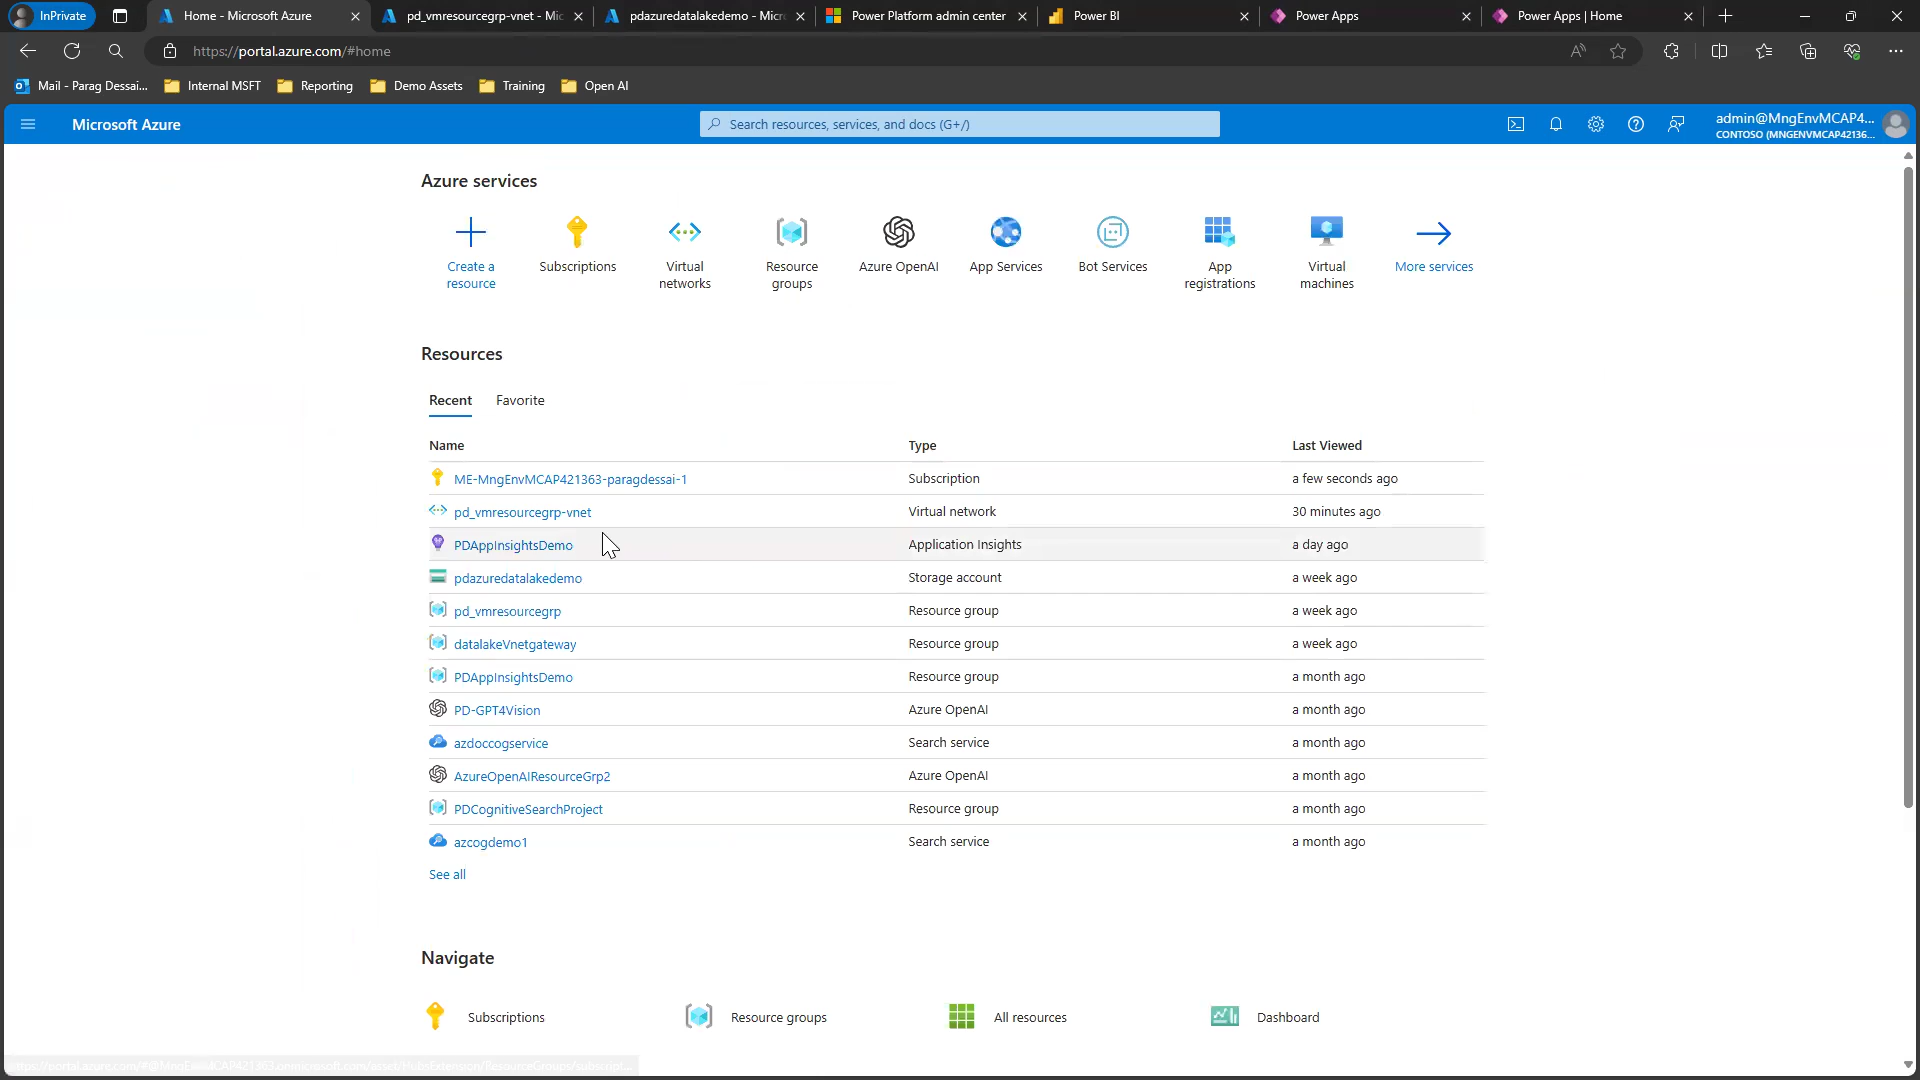 InPrivate
Home - Microsoft Azure
pd_vmresourcegrp-vnet - Mic
pdazuredatalakedemo - Micr
Power Platform admin center
Power BI
Power Apps
Power Apps | Home
https://portal.azure.com/#home
Mail - Parag Dessai...
Internal MSFT
Reporting
Demo Assets
Training
Open AI
Microsoft Azure
Search resources, services, and docs (G+/)
admin@MngEnvMCAP4...
CONTOSO (MNGENVMCAP42136...
Azure services
Create a resource
Subscriptions
Virtual networks
Resource groups
Azure OpenAI
App Services
Bot Services
App registrations
Virtual machines
More services
Resources
Recent Favorite
Name Type Last Viewed
ME-MngEnvMCAP421363-paragdessai-1 Subscription a few seconds ago
pd_vmresourcegrp-vnet Virtual network 30 minutes ago
PDAppInsightsDemo Application Insights a day ago
pdazuredatalakedemo Storage account a week ago
pd_vmresourcegrp Resource group a week ago
datalakeVnetgateway Resource group a week ago
PDAppInsightsDemo Resource group a month ago
PD-GPT4Vision Azure OpenAI a month ago
azdoccogservice Search service a month ago
AzureOpenAIResourceGrp2 Azure OpenAI a month ago
PDCognitiveSearchProject Resource group a month ago
azcogdemo1 Search service a month ago
See all
Navigate
Subscriptions
Resource groups
All resources
Dashboard